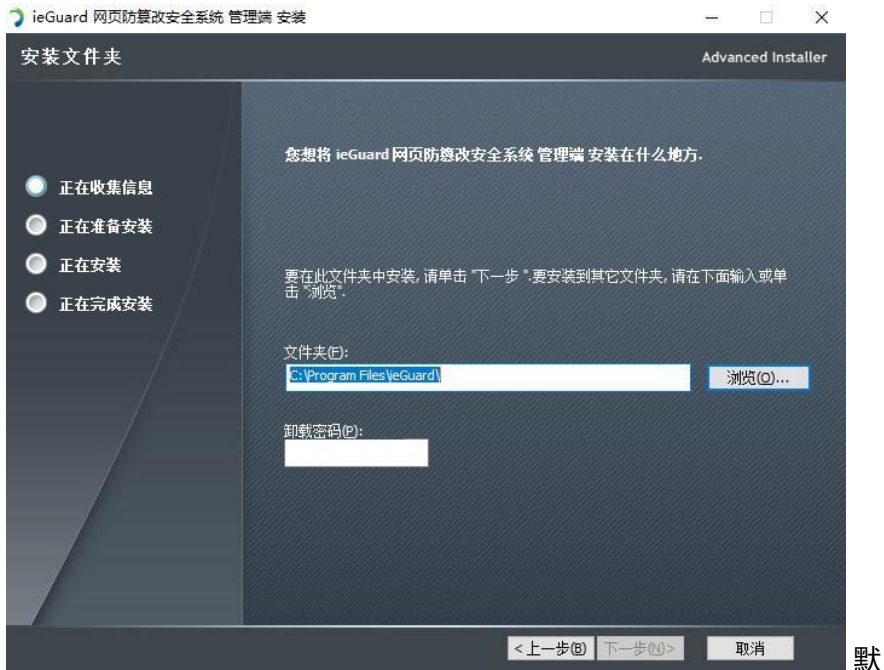 ieGuard 网页防篡改安全系统 管理端 安装
安装文件夹
Advanced Installer
您想将 ieGuard 网页防篡改安全系统 管理端 安装在什么地方.
正在收集信息
正在准备安装
正在安装
正在完成安装
要在此文件夹中安装, 请单击 "下一步 ".要安装到其它文件夹, 请在下面输入或单
击 "浏览".
文件夹(F):
C:\Program Files\ieGuard\
浏览(O)...
卸载密码(P):
<上一步(B)
下一步(N)>
取消
默